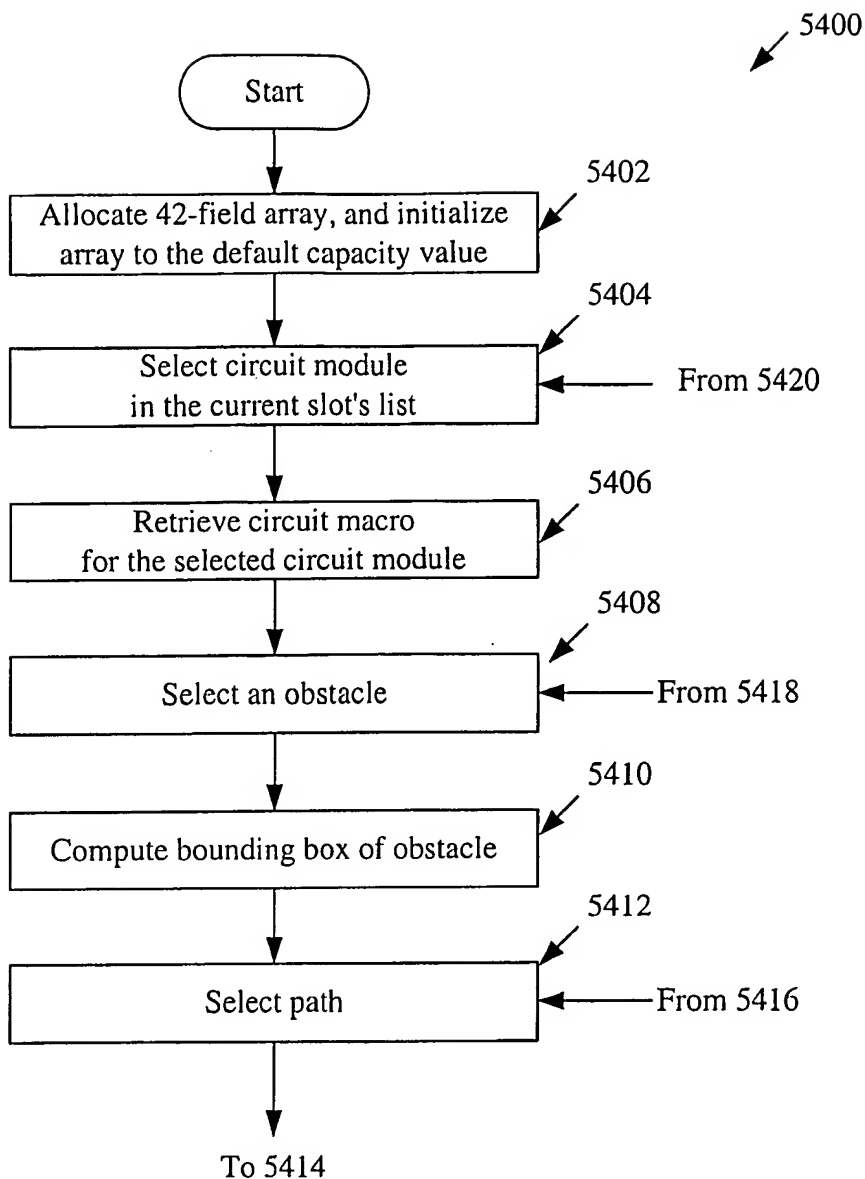 5400
Start
5402
Allocate 42-field array, and initialize
array to the default capacity value
5404
Select circuit module
in the current slot's list
From 5420
5406
Retrieve circuit macro
for the selected circuit module
5408
Select an obstacle
From 5418
5410
Compute bounding box of obstacle
5412
Select path
From 5416
To 5414